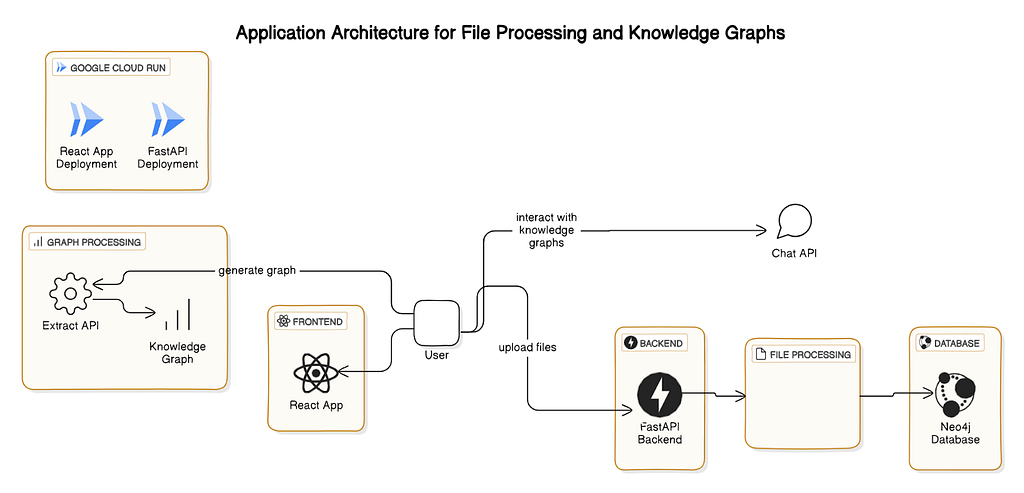 Application Architecture for File Processing and Knowledge Graphs
GOOGLE CLOUD RUN
React App
Deployment
FastAPI
Deployment
interact with
knowledge
graphs
Chat API
GRAPH PROCESSING
generate graph
Extract API
Knowledge
Graph
FRONTEND
React App
User
upload files
BACKEND
FastAPI
Backend
FILE PROCESSING
DATABASE
Neo4j
Database